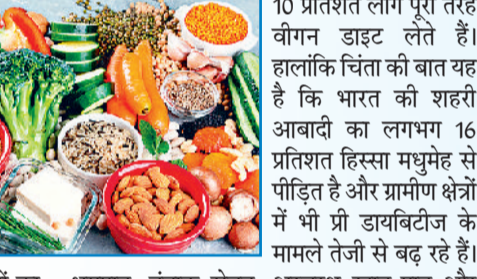 10 प्रतिशत लोग पूरी तरह
वीगन डाइट लेते हैं।
हालांकि चिंता की बात यह
है कि भारत की शहरी
आबादी का लगभग 16
प्रतिशत हिस्सा मधुमेह से
पीड़ित है और ग्रामीण क्षेत्रों
में भी प्री डायबिटीज के
मामले तेजी से बढ़ रहे हैं।